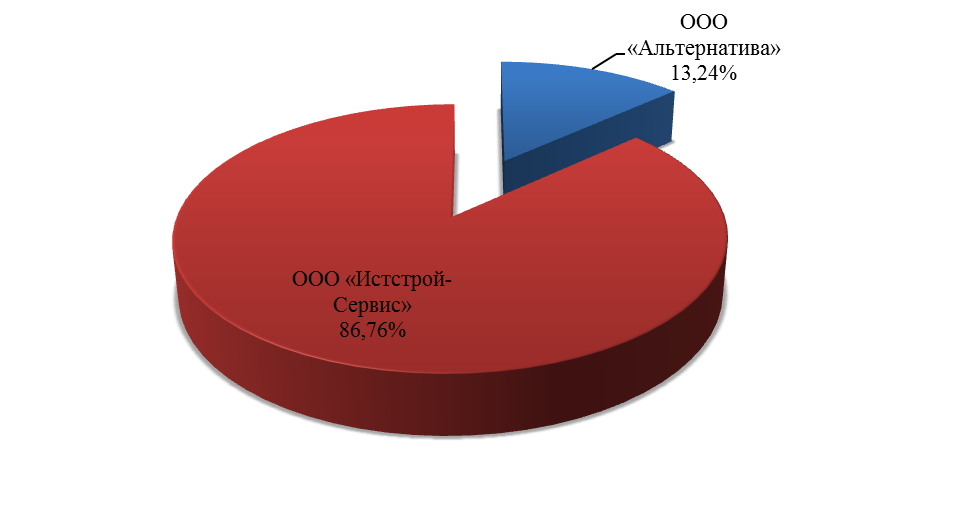 ООО
«Альтернатива»
13,24%
ООО «Истстрой-
Сервис»
86,76%